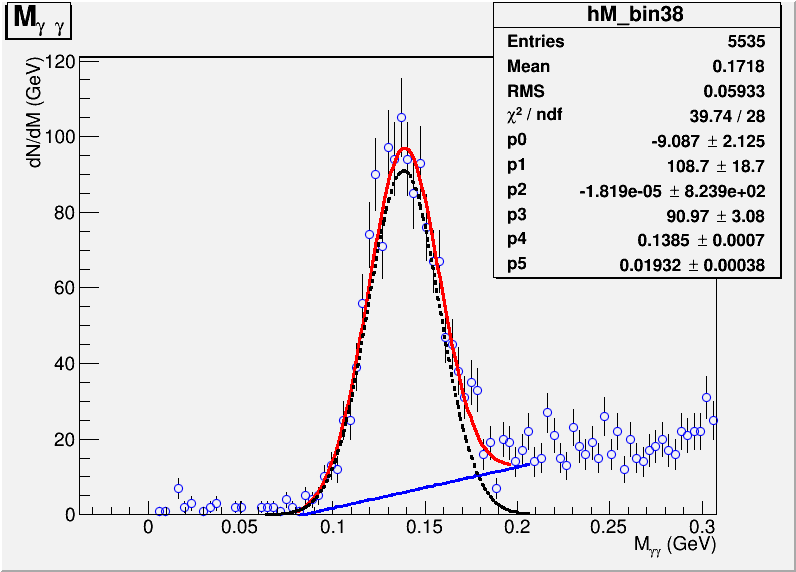 Mγ γ
hM_bin38
Entries 5535
Mean 0.1718
RMS 0.05933
χ² / ndf 39.74 / 28
p0 -9.087 ± 2.125
p1 108.7 ± 18.7
p2 -1.819e-05 ± 8.239e+02
p3 90.97 ± 3.08
p4 0.1385 ± 0.0007
p5 0.01932 ± 0.00038
dN/dM (GeV)
120
100
80
60
40
20
0
0 0.05 0.1 0.15 0.2 0.25 0.3
Mγγ (GeV)